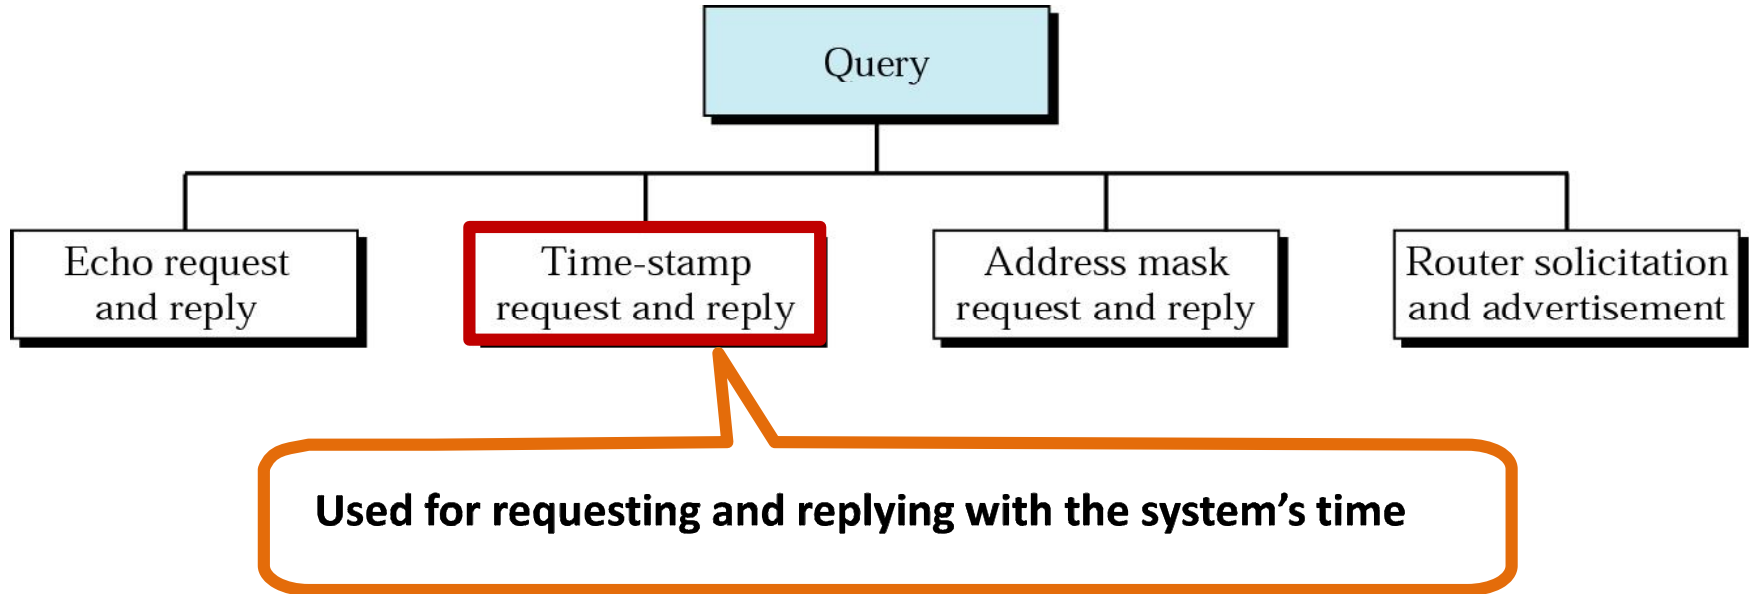 Query
Echo request
and reply
Time-stamp
request and reply
Address mask
request and reply
Router solicitation
and advertisement
Used for requesting and replying with the system’s time